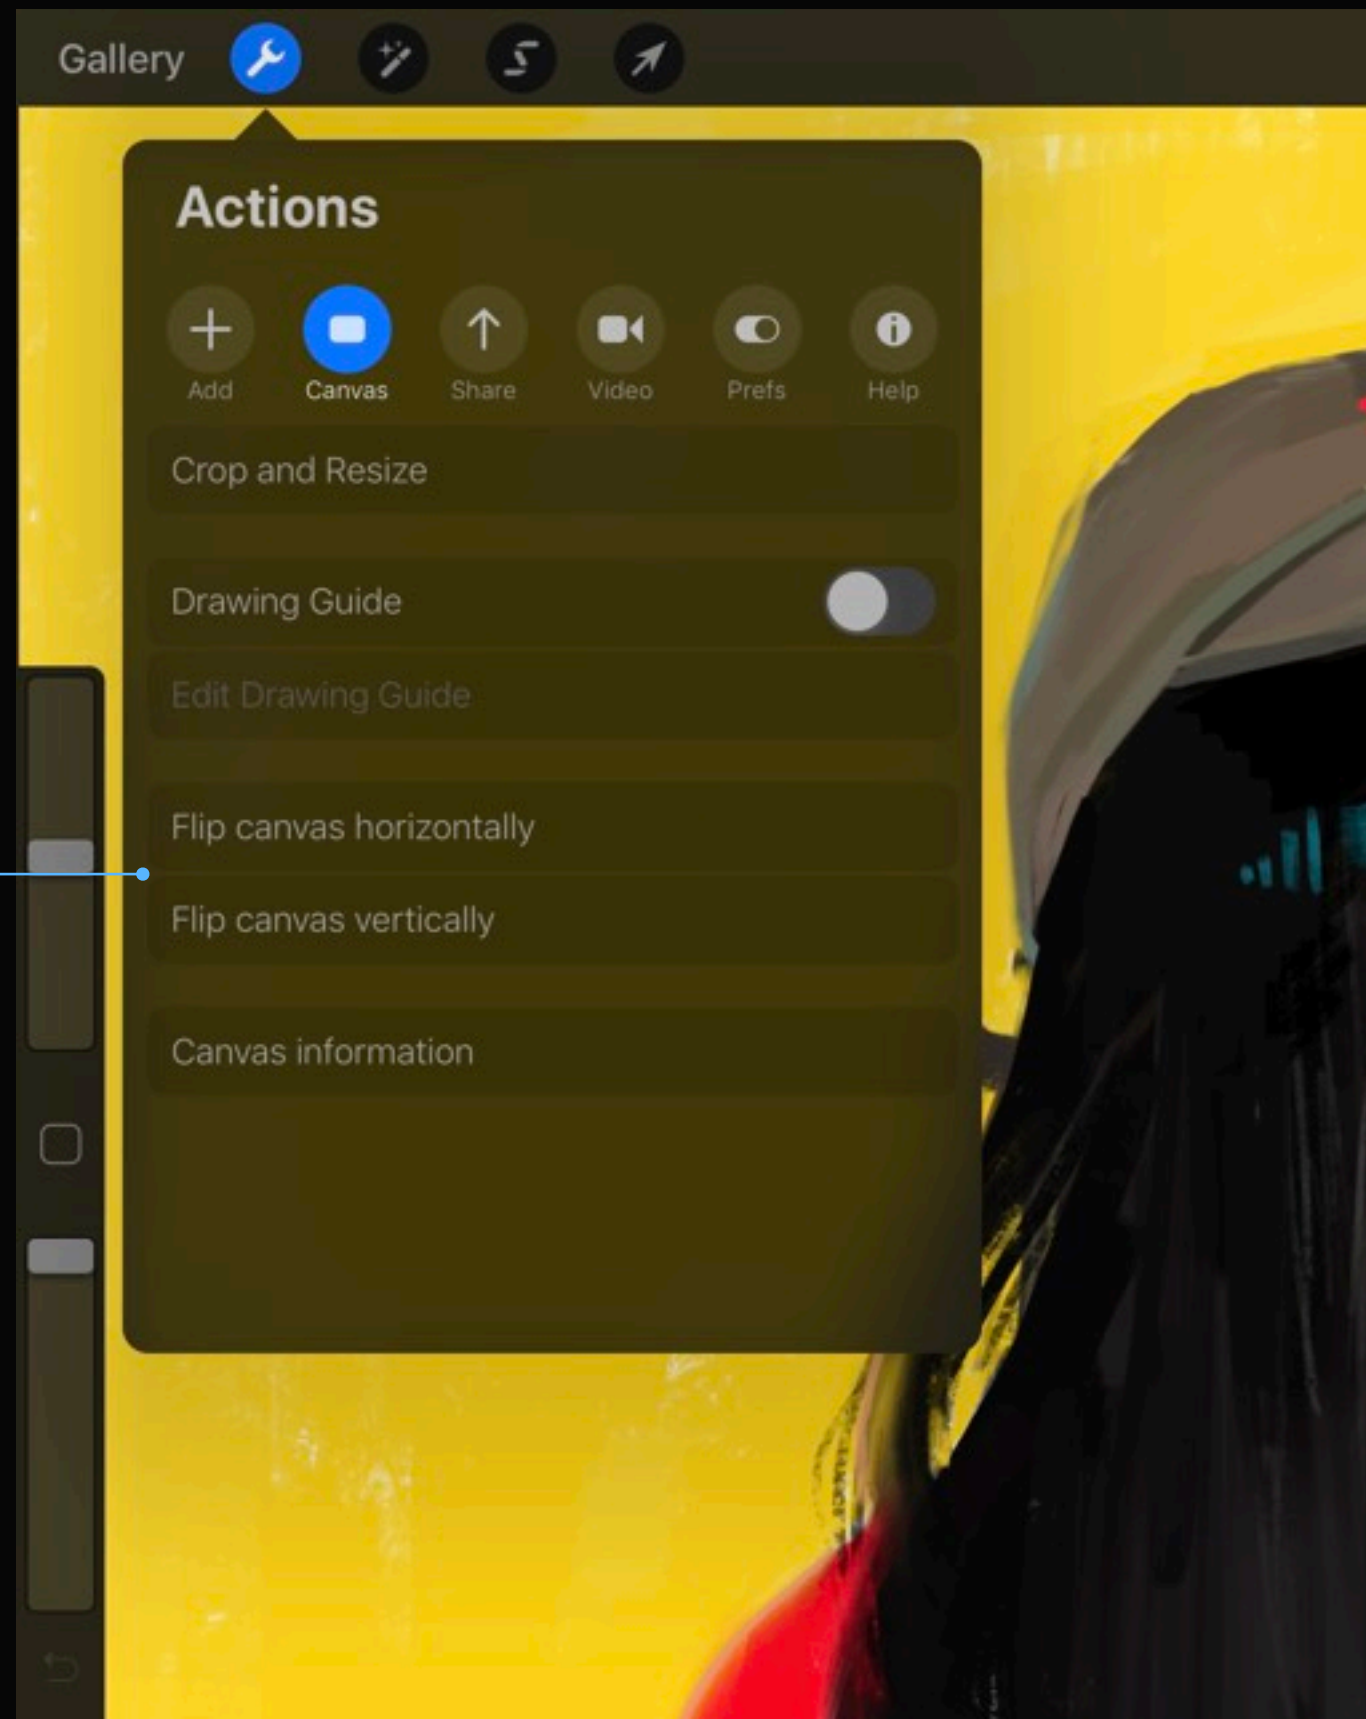 Gallery
Actions
Add Canvas Share Video Prefs Help
Crop and Resize
Drawing Guide
Edit Drawing Guide
Flip canvas horizontally
Flip canvas vertically
Canvas information